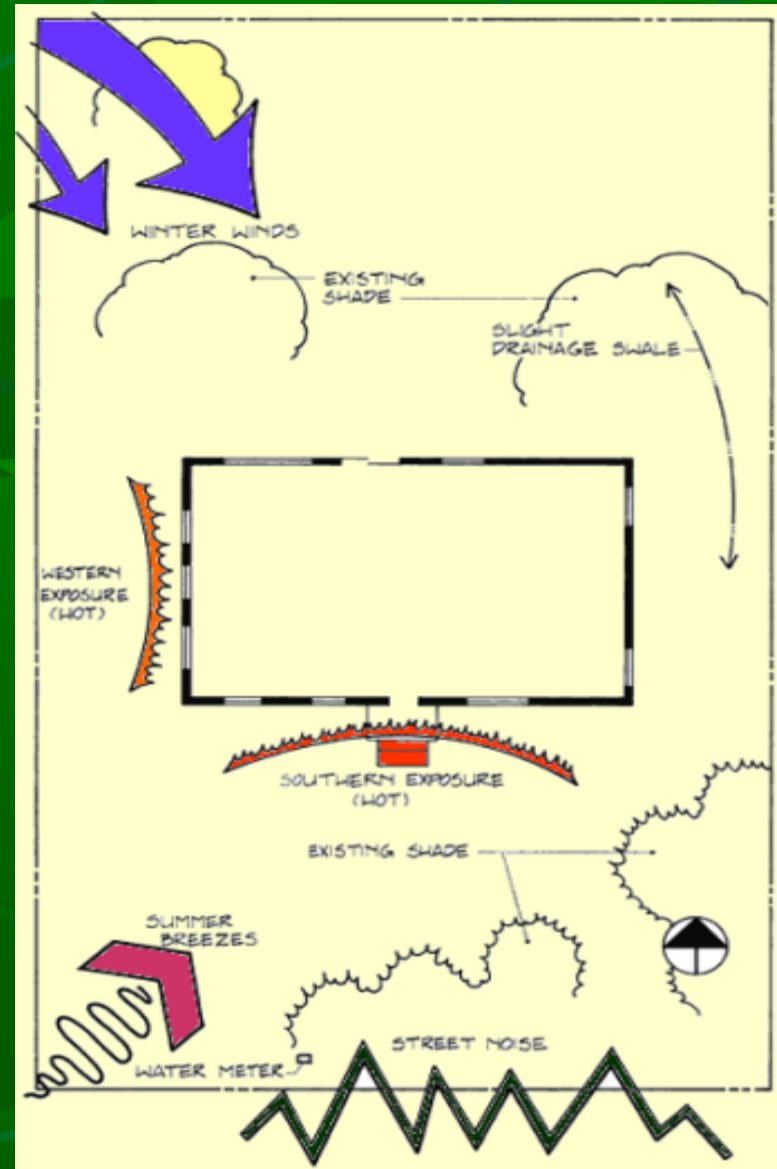 WINTER WINDS
EXISTING
SHADE
SLIGHT
DRAINAGE SWALE
WESTERN
EXPOSURE
(HOT)
SOUTHERN EXPOSURE
(HOT)
EXISTING SHADE
SUMMER
BREEZES
STREET NOISE
WATER METER